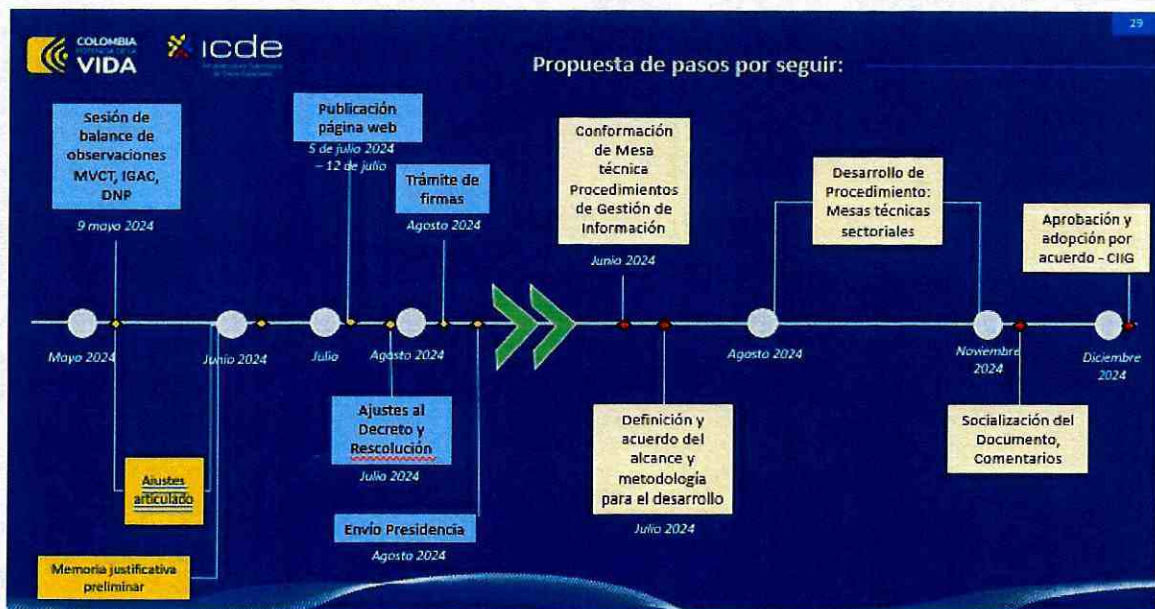 29
COLOMBIA
POTENCIA DE LA
VIDA
icde
Propuesta de pasos por seguir:
Sesión de
balance de
observaciones
MVCT, IGAC,
DNP
9 mayo 2024
Publicación
página web
5 de julio 2024
– 12 de julio
Trámite de
firmas
Agosto 2024
Conformación
de Mesa
técnica
Procedimientos
de Gestión de
Información
Junio 2024
Desarrollo de
Procedimiento:
Mesas técnicas
sectoriales
Aprobación y
adopción por
acuerdo - CIIG
Mayo 2024
Junio 2024
Julio
Agosto 2024
Agosto 2024
Noviembre
2024
Diciembre
2024
Ajustes
articulado
Memoria justificativa
preliminar
Ajustes al
Decreto y
Rescolución
Julio 2024
Envío Presidencia
Agosto 2024
Definición y
acuerdo del
alcance y
metodología
para el desarrollo
Julio 2024
Socialización del
Documento,
Comentarios